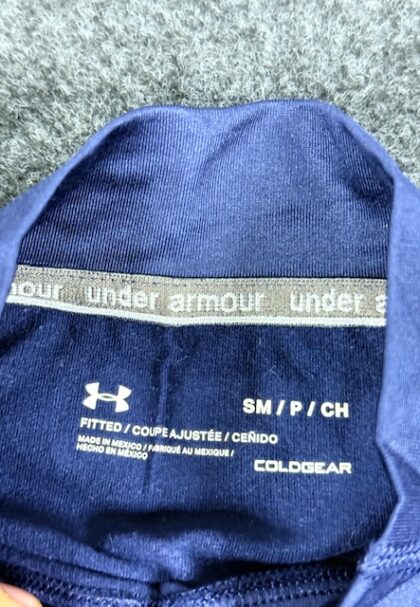 our under armour under a
SM / P / CH
FITTED / COUPE AJUSTÉE / CEÑIDO
MADE IN MEXICO / FABRIQUÉ AU MEXIQUE /
HECHO EN MÉXICO
COLDGEAR